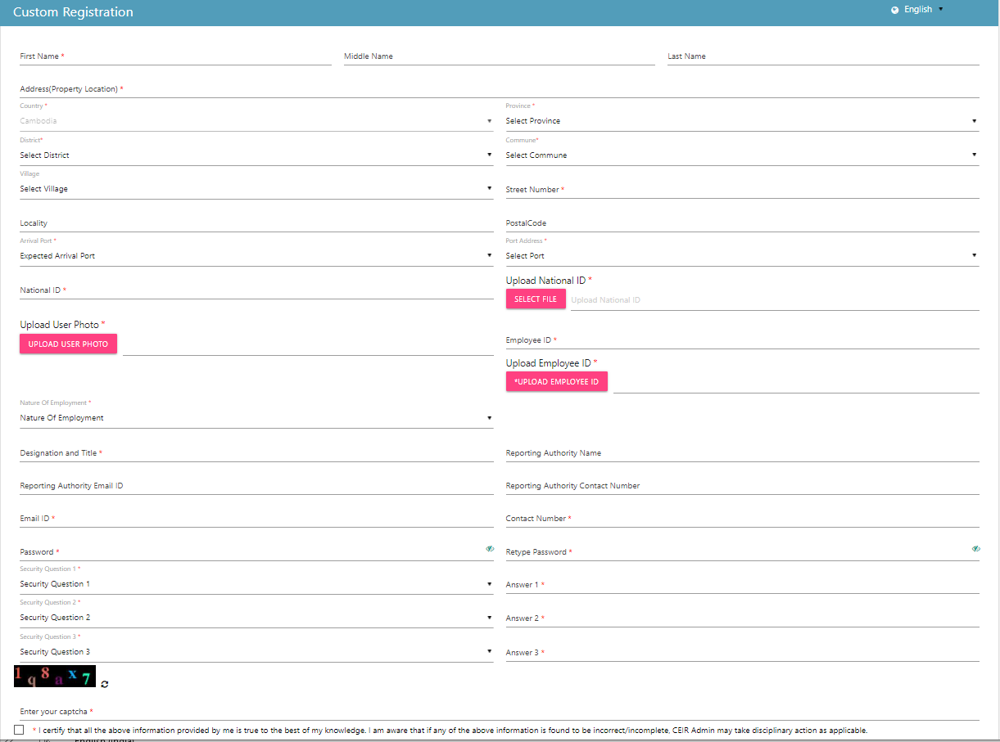 Custom Registration
English
First Name *
Middle Name
Last Name
Address(Property Location) *
Country *
Province *
Cambodia
Select Province
District*
Commune*
Select District
Select Commune
Village
Select Village
Street Number *
Locality
PostalCode
Arrival Port *
Port Address *
Expected Arrival Port
Select Port
National ID *
Upload National ID *
SELECT FILE
Upload National ID
Upload User Photo *
UPLOAD USER PHOTO
Employee ID *
Upload Employee ID *
*UPLOAD EMPLOYEE ID
Nature Of Employment *
Nature Of Employment
Designation and Title *
Reporting Authority Name
Reporting Authority Email ID
Reporting Authority Contact Number
Email ID *
Contact Number *
Password *
Retype Password *
Security Question 1 *
Security Question 1
Answer 1 *
Security Question 2 *
Security Question 2
Answer 2 *
Security Question 3 *
Security Question 3
Answer 3 *
1q8ax7
Enter your captcha *
* I certify that all the above information provided by me is true to the best of my knowledge. I am aware that if any of the above information is found to be incorrect/incomplete, CEIR Admin may take disciplinary action as applicable.